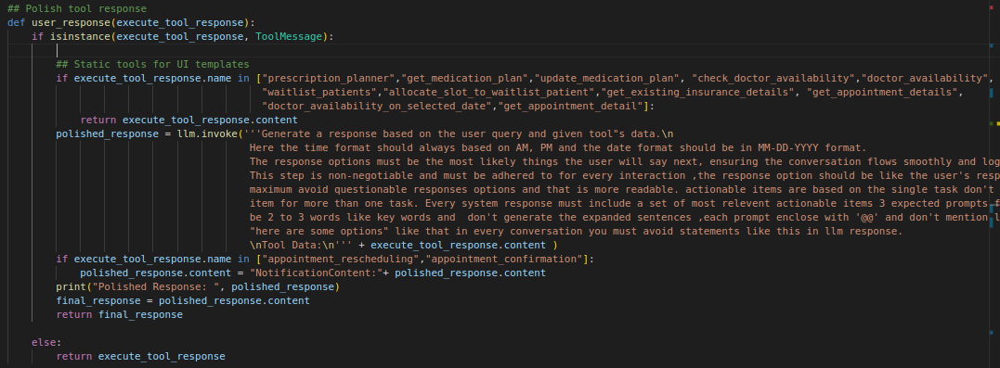 ## Polish tool response
def user_response(execute_tool_response):
    if isinstance(execute_tool_response, ToolMessage):
        ## Static tools for UI templates
        if execute_tool_response.name in ["prescription_planner","get_medication_plan","update_medication_plan", "check_doctor_availability","doctor_availability",
                                          "waitlist_patients","allocate_slot_to_waitlist_patient","get_existing_insurance_details", "get_appointment_details",
                                          "doctor_availability_on_selected_date","get_appointment_detail"]:
            return execute_tool_response.content
        polished_response = llm.invoke('''Generate a response based on the user query and given tool"s data.\n
                                        Here the time format should always based on AM, PM and the date format should be in MM-DD-YYYY format.
                                        The response options must be the most likely things the user will say next, ensuring the conversation flows smoothly and log
                                        This step is non-negotiable and must be adhered to for every interaction ,the response option should be like the user's resp
                                        maximum avoid questionable responses options and that is more readable. actionable items are based on the single task don't
                                        item for more than one task. Every system response must include a set of most relevent actionable items 3 expected prompts f
                                        be 2 to 3 words like key words and  don't generate the expanded sentences ,each prompt enclose with '@@' and don't mention l
                                        "here are some options" like that in every conversation you must avoid statements like this in llm response.
                                        \nTool Data:\n''' + execute_tool_response.content )
        if execute_tool_response.name in ["appointment_rescheduling","appointment_confirmation"]:
            polished_response.content = "NotificationContent:"+ polished_response.content
        print("Polished Response: ", polished_response)
        final_response = polished_response.content
        return final_response
    else:
        return execute_tool_response